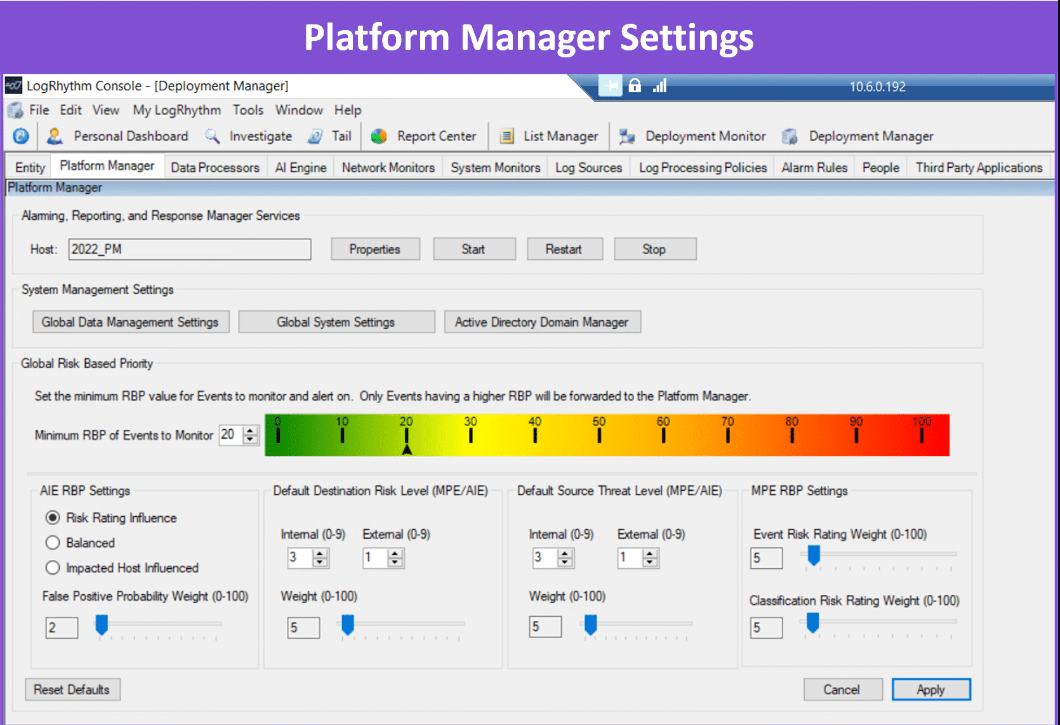 Platform Manager Settings
LogRhythm Console - [Deployment Manager]
10.6.0.192
File Edit View My LogRhythm Tools Window Help
Personal Dashboard Investigate Tail Report Center List Manager Deployment Monitor Deployment Manager
Entity Platform Manager Data Processors AI Engine Network Monitors System Monitors Log Sources Log Processing Policies Alarm Rules People Third Party Applications
Platform Manager
Alarming, Reporting, and Response Manager Services
Host: 2022_PM Properties Start Restart Stop
System Management Settings
Global Data Management Settings Global System Settings Active Directory Domain Manager
Global Risk Based Priority
Set the minimum RBP value for Events to monitor and alert on. Only Events having a higher RBP will be forwarded to the Platform Manager.
Minimum RBP of Events to Monitor 20 0 10 20 30 40 50 60 70 80 90 100
AIE RBP Settings Default Destination Risk Level (MPE/AIE) Default Source Threat Level (MPE/AIE) MPE RBP Settings
Risk Rating Influence
Internal (0-9) External (0-9) Internal (0-9) External (0-9) Event Risk Rating Weight (0-100)
Balanced
3 1 3 1 5
Impacted Host Influenced
False Positive Probability Weight (0-100) Weight (0-100) Weight (0-100) Classification Risk Rating Weight (0-100)
2 5 5 5
Reset Defaults Cancel Apply